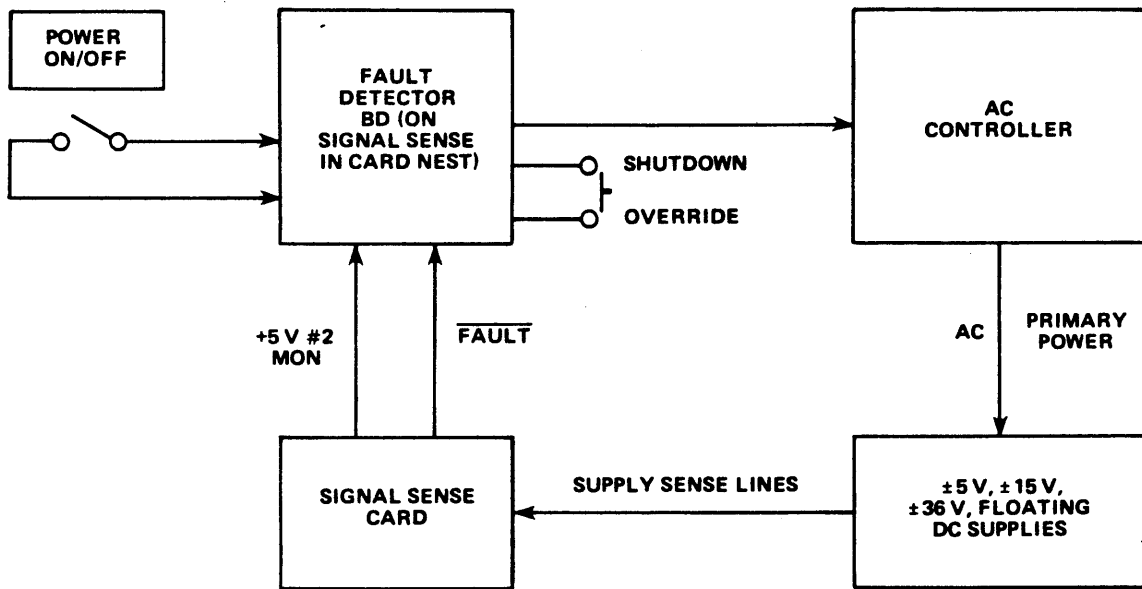 POWER
ON/OFF
FAULT
DETECTOR
BD (ON
SIGNAL SENSE
IN CARD NEST)
AC
CONTROLLER
SHUTDOWN
OVERRIDE
+5 V #2
MON
FAULT
AC
PRIMARY
POWER
SIGNAL SENSE
CARD
SUPPLY SENSE LINES
±5 V, ±15 V,
±36 V, FLOATING
DC SUPPLIES